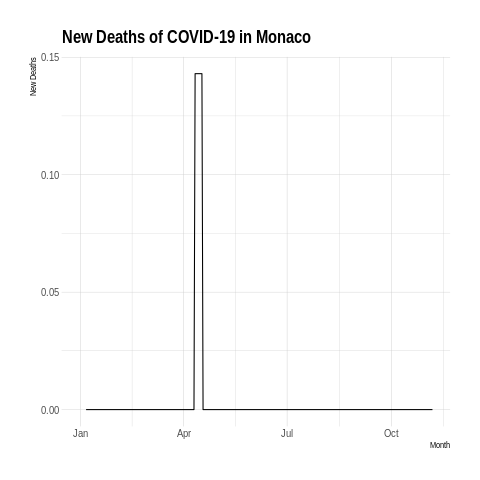 New Deaths of COVID-19 in Monaco
New Deaths
0.15
0.10
0.05
0.00
Jan Apr Jul Oct
Month